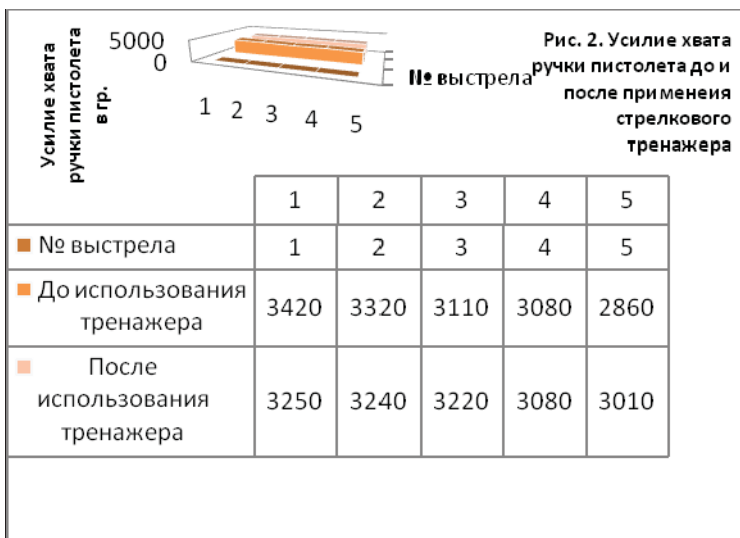 Усилие хвата
ручки пистолета
в гр.
5000
0
1 2 3 4 5
№ выстрела
Рис. 2. Усилие хвата
ручки пистолета до и
после применеия
стрелкового
тренажера
1 2 3 4 5
№ выстрела 1 2 3 4 5
До использования
тренажера 3420 3320 3110 3080 2860
После
использования
тренажера 3250 3240 3220 3080 3010